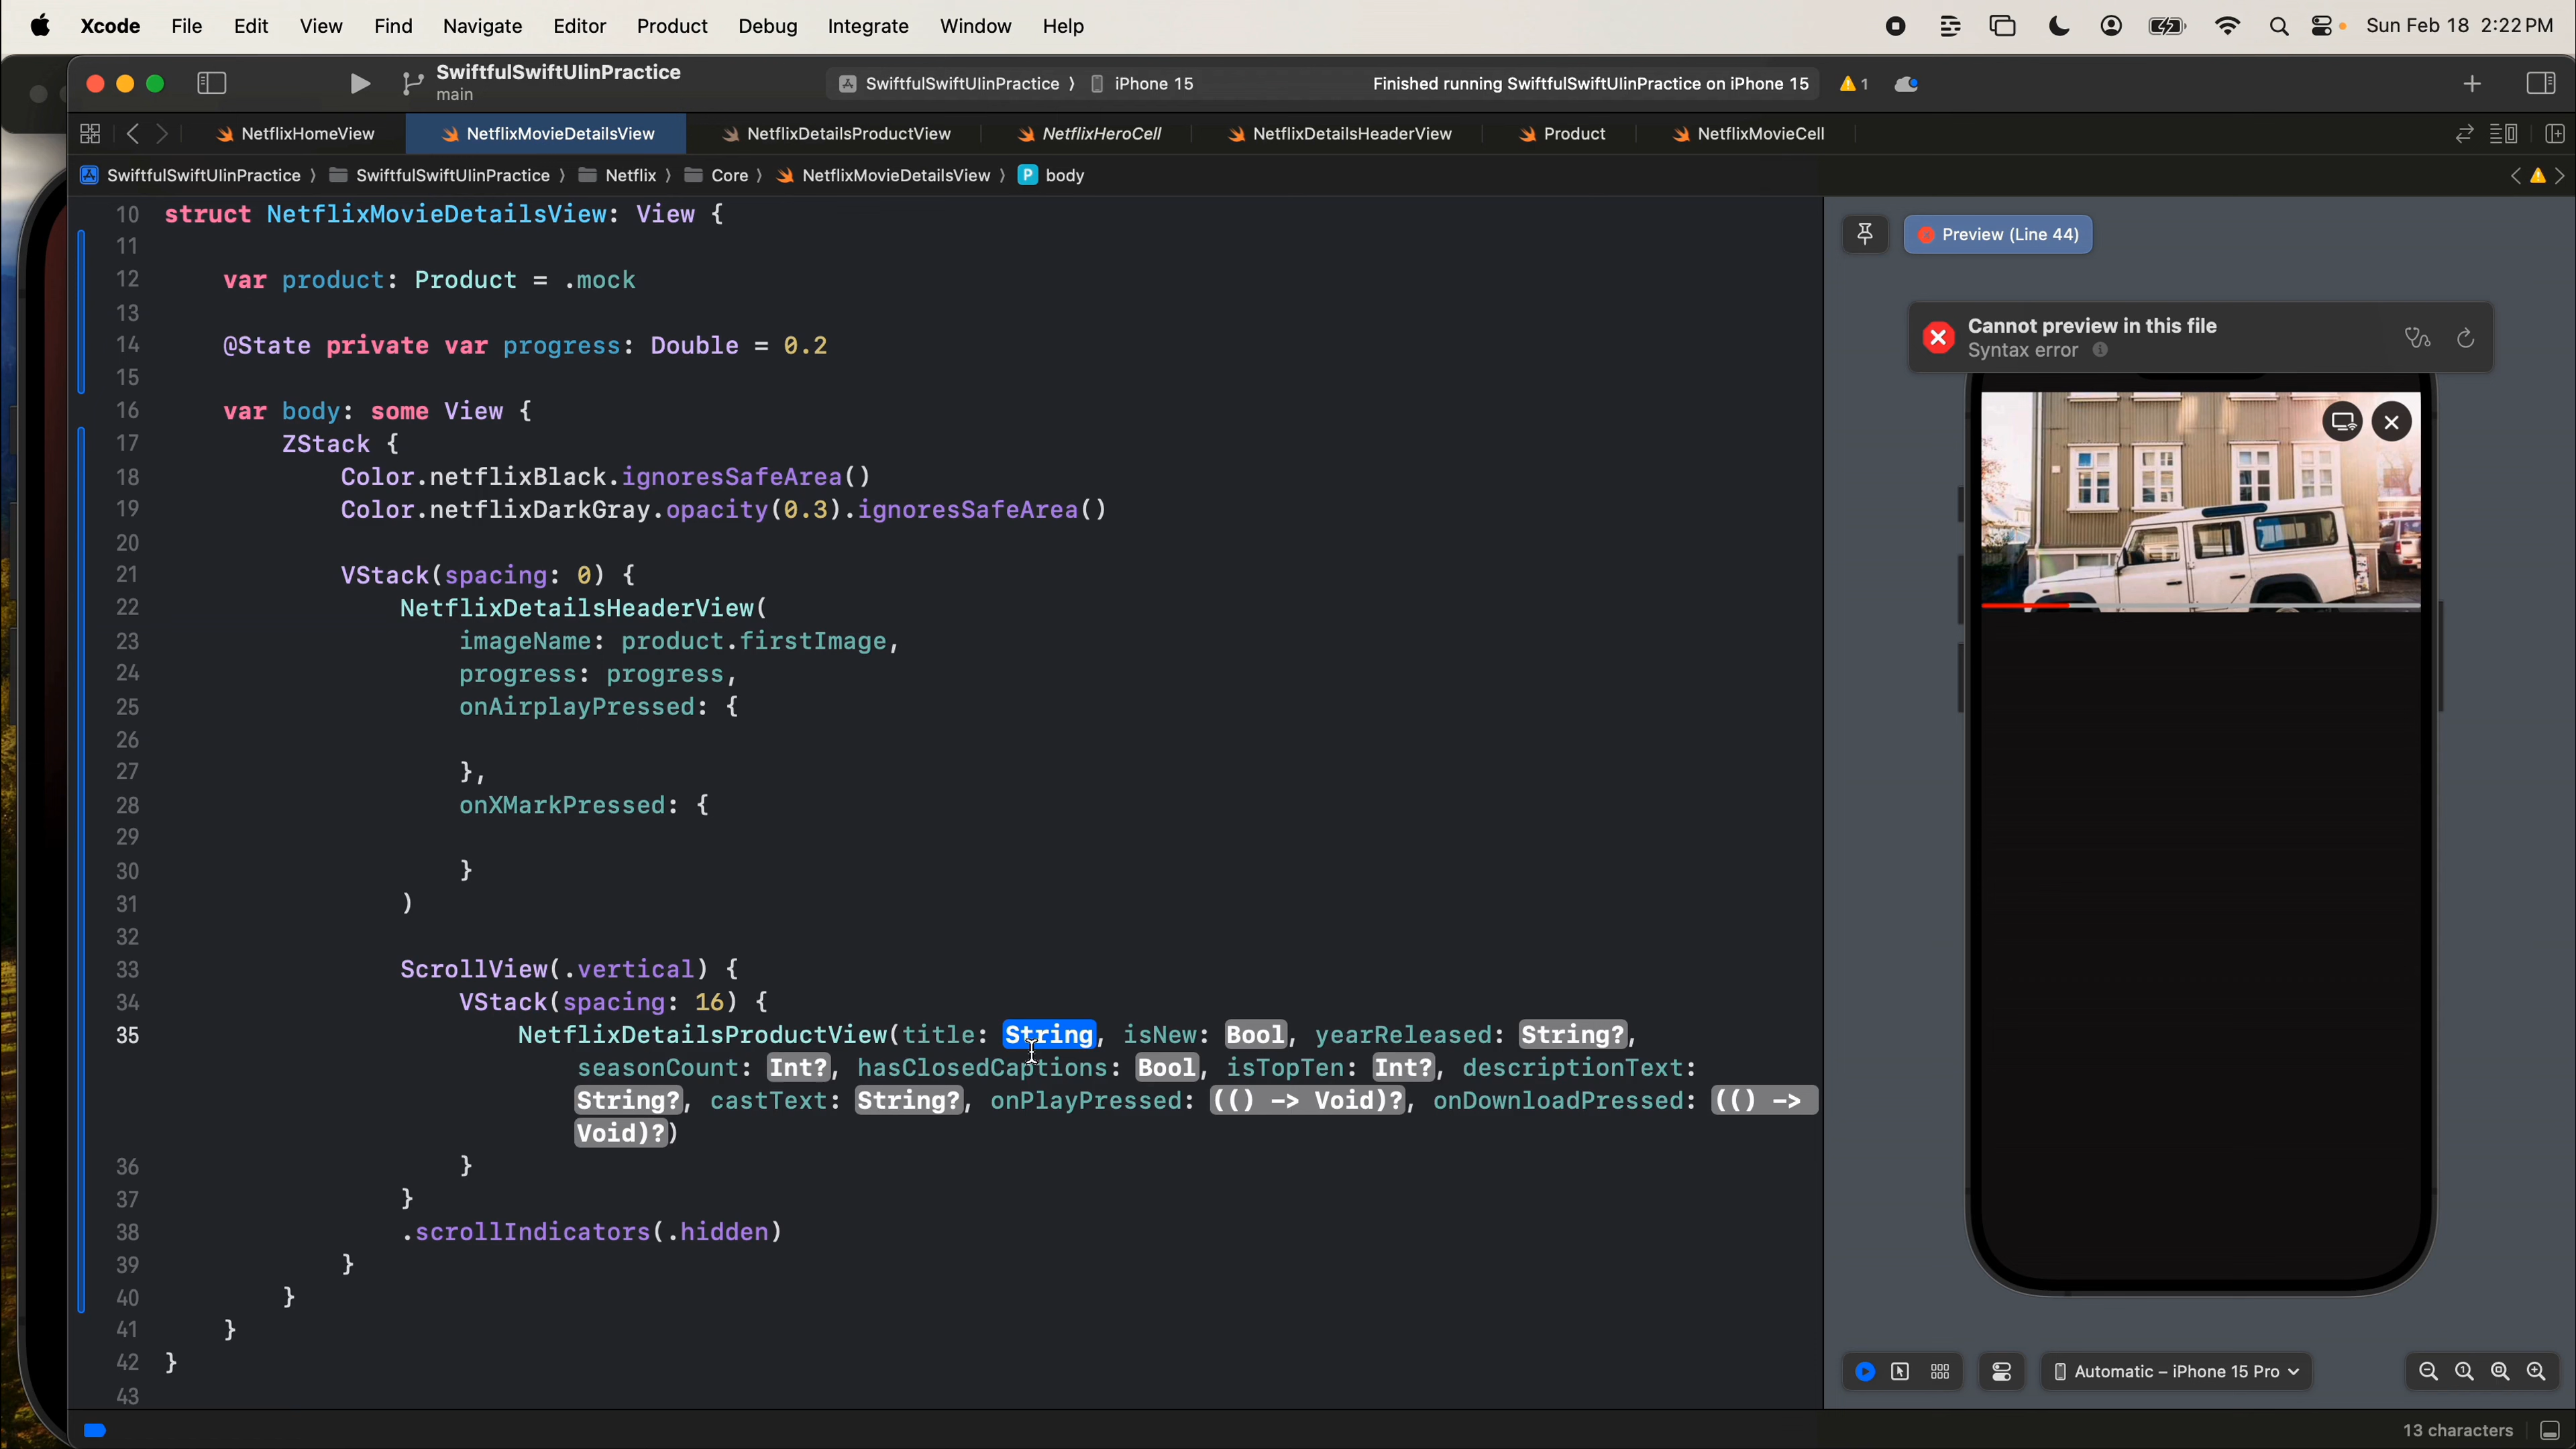 Xcode File Edit View Find Navigate Editor Product Debug Integrate Window Help Sun Feb 18 2:22 PM
SwiftfulSwiftUIinPractice
main
SwiftfulSwiftUIinPractice 〉 iPhone 15 Finished running SwiftfulSwiftUIinPractice on iPhone 15 1
NetflixHomeView NetflixMovieDetailsView NetflixDetailsProductView NetflixHeroCell NetflixDetailsHeaderView Product NetflixMovieCell
SwiftfulSwiftUIinPractice 〉 SwiftfulSwiftUIinPractice 〉 Netflix 〉 Core 〉 NetflixMovieDetailsView 〉 P body
10 struct NetflixMovieDetailsView: View {
11
12 var product: Product = .mock
13
14 @State private var progress: Double = 0.2
15
16 var body: some View {
17 ZStack {
18 Color.netflixBlack.ignoresSafeArea()
19 Color.netflixDarkGray.opacity(0.3).ignoresSafeArea()
20
21 VStack(spacing: 0) {
22 NetflixDetailsHeaderView(
23 imageName: product.firstImage,
24 progress: progress,
25 onAirplayPressed: {
26
27 },
28 onXMarkPressed: {
29
30 }
31 )
32
33 ScrollView(.vertical) {
34 VStack(spacing: 16) {
35 NetflixDetailsProductView(title: String, isNew: Bool, yearReleased: String?,
seasonCount: Int?, hasClosedCaptions: Bool, isTopTen: Int?, descriptionText:
String?, castText: String?, onPlayPressed: (() -> Void)?, onDownloadPressed: (() ->
Void)?)
36 }
37 }
38 .scrollIndicators(.hidden)
39 }
40 }
41 }
42 }
43
Preview (Line 44)
Cannot preview in this file
Syntax error
Automatic – iPhone 15 Pro
13 characters